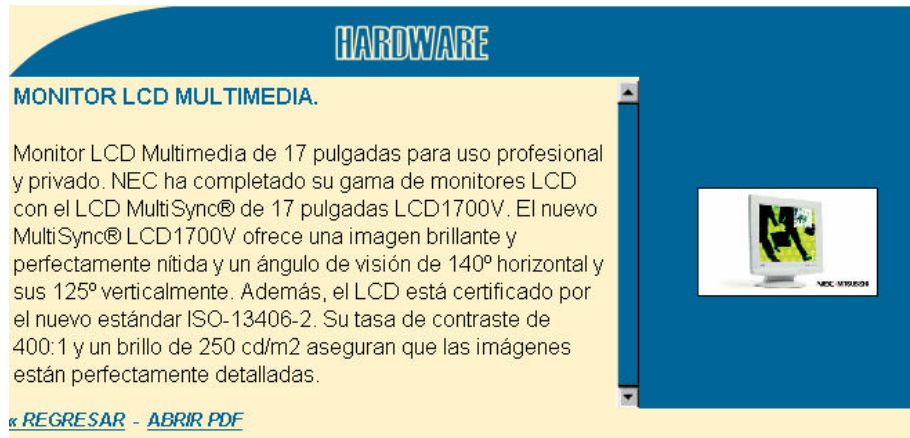 HARDWARE
MONITOR LCD MULTIMEDIA.
Monitor LCD Multimedia de 17 pulgadas para uso profesional
y privado. NEC ha completado su gama de monitores LCD
con el LCD MultiSync® de 17 pulgadas LCD1700V. El nuevo
MultiSync® LCD1700V ofrece una imagen brillante y
perfectamente nítida y un ángulo de visión de 140º horizontal y
sus 125º verticalmente. Además, el LCD está certificado por
el nuevo estándar ISO-13406-2. Su tasa de contraste de
400:1 y un brillo de 250 cd/m2 aseguran que las imágenes
están perfectamente detalladas.
NEC-MITSUBISHI
« REGRESAR - ABRIR PDF